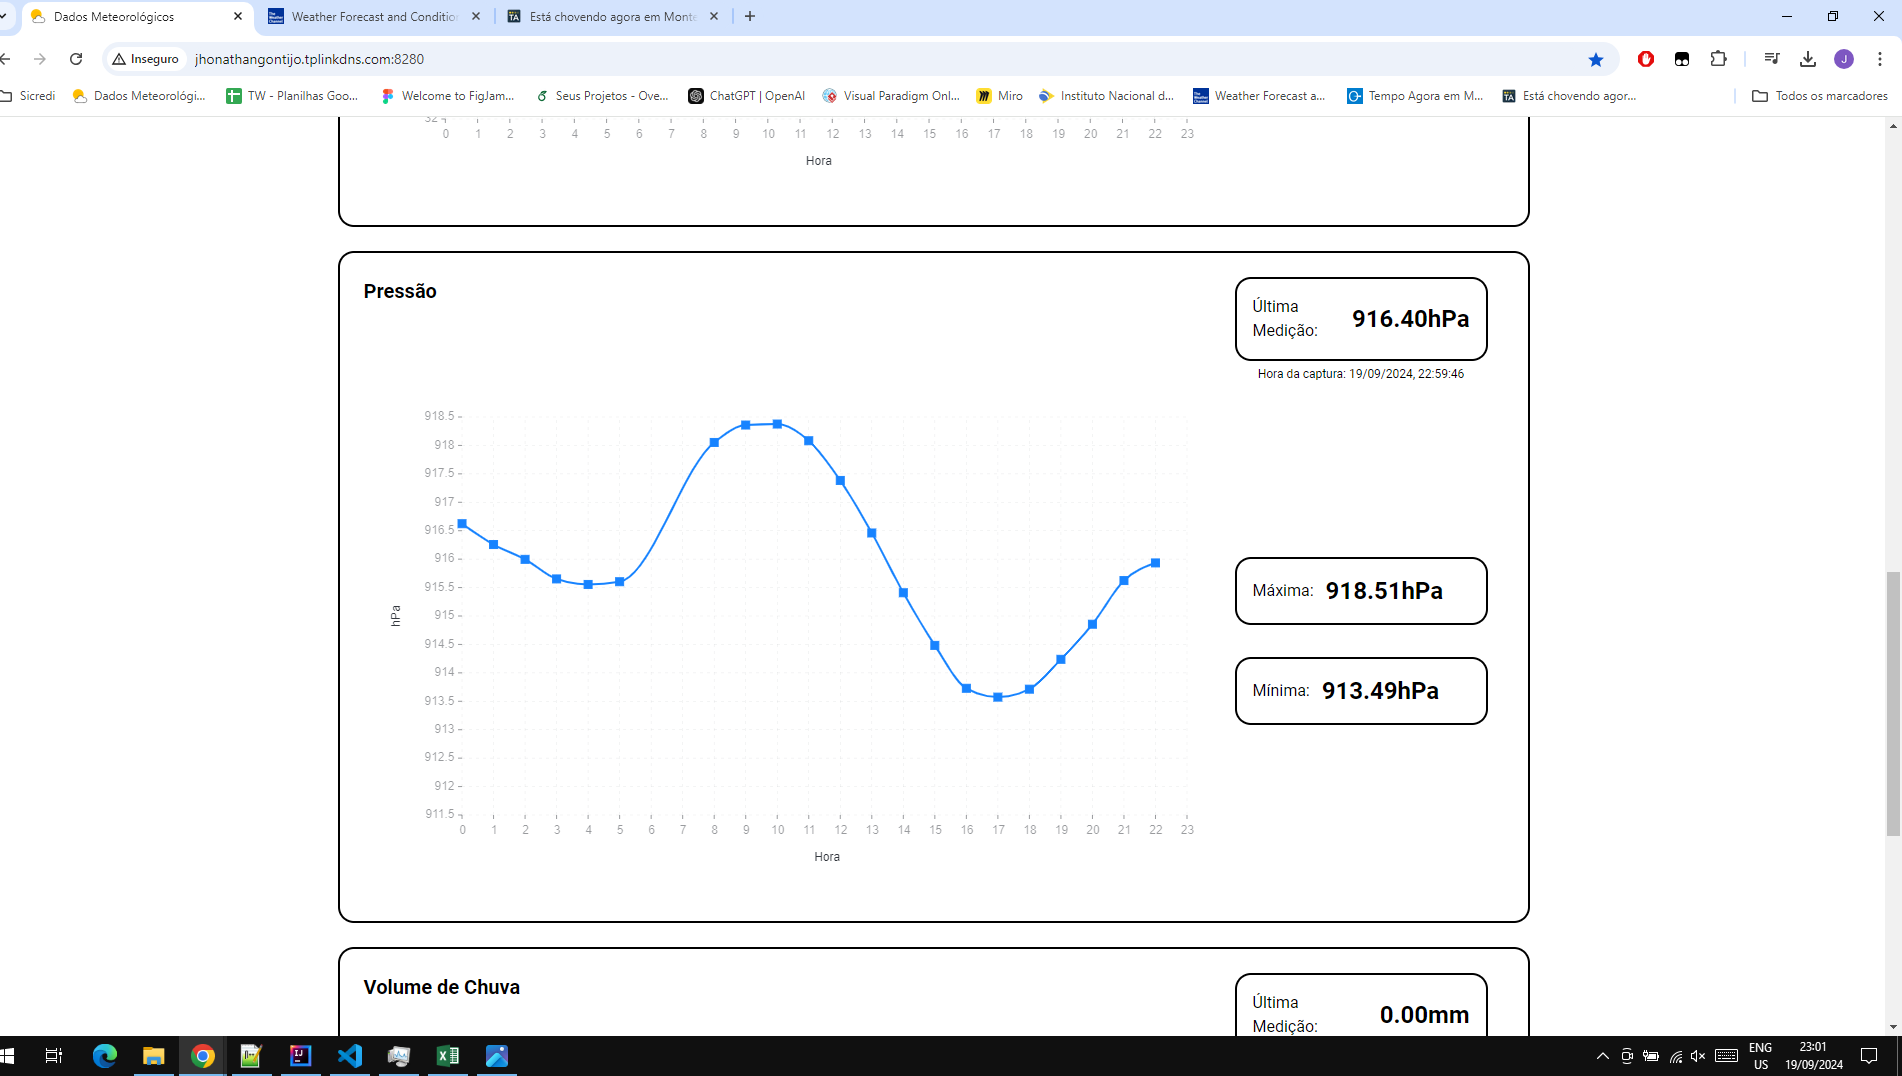 Dados Meteorológicos
Weather Forecast and Conditio
Está chovendo agora em Monte
Inseguro
jhonathangontijo.tplinkdns.com:8280
J
Sicredi
Dados Meteorológi...
TW - Planilhas Goo...
Welcome to FigJam...
Seus Projetos - Ove...
ChatGPT | OpenAI
Visual Paradigm Onl...
Miro
Instituto Nacional d...
Weather Forecast a...
Tempo Agora em M...
Está chovendo agor...
Todos os marcadores
32
0 1 2 3 4 5 6 7 8 9 10 11 12 13 14 15 16 17 18 19 20 21 22 23
Hora
Pressão
Última
Medição:
916.40hPa
Hora da captura: 19/09/2024, 22:59:46
918.5
918
917.5
917
916.5
916
915.5
915
914.5
914
913.5
913
912.5
912
911.5
hPa
0 1 2 3 4 5 6 7 8 9 10 11 12 13 14 15 16 17 18 19 20 21 22 23
Hora
Máxima: 918.51hPa
Mínima: 913.49hPa
Volume de Chuva
Última
Medição:
0.00mm
ENG
US
23:01
19/09/2024